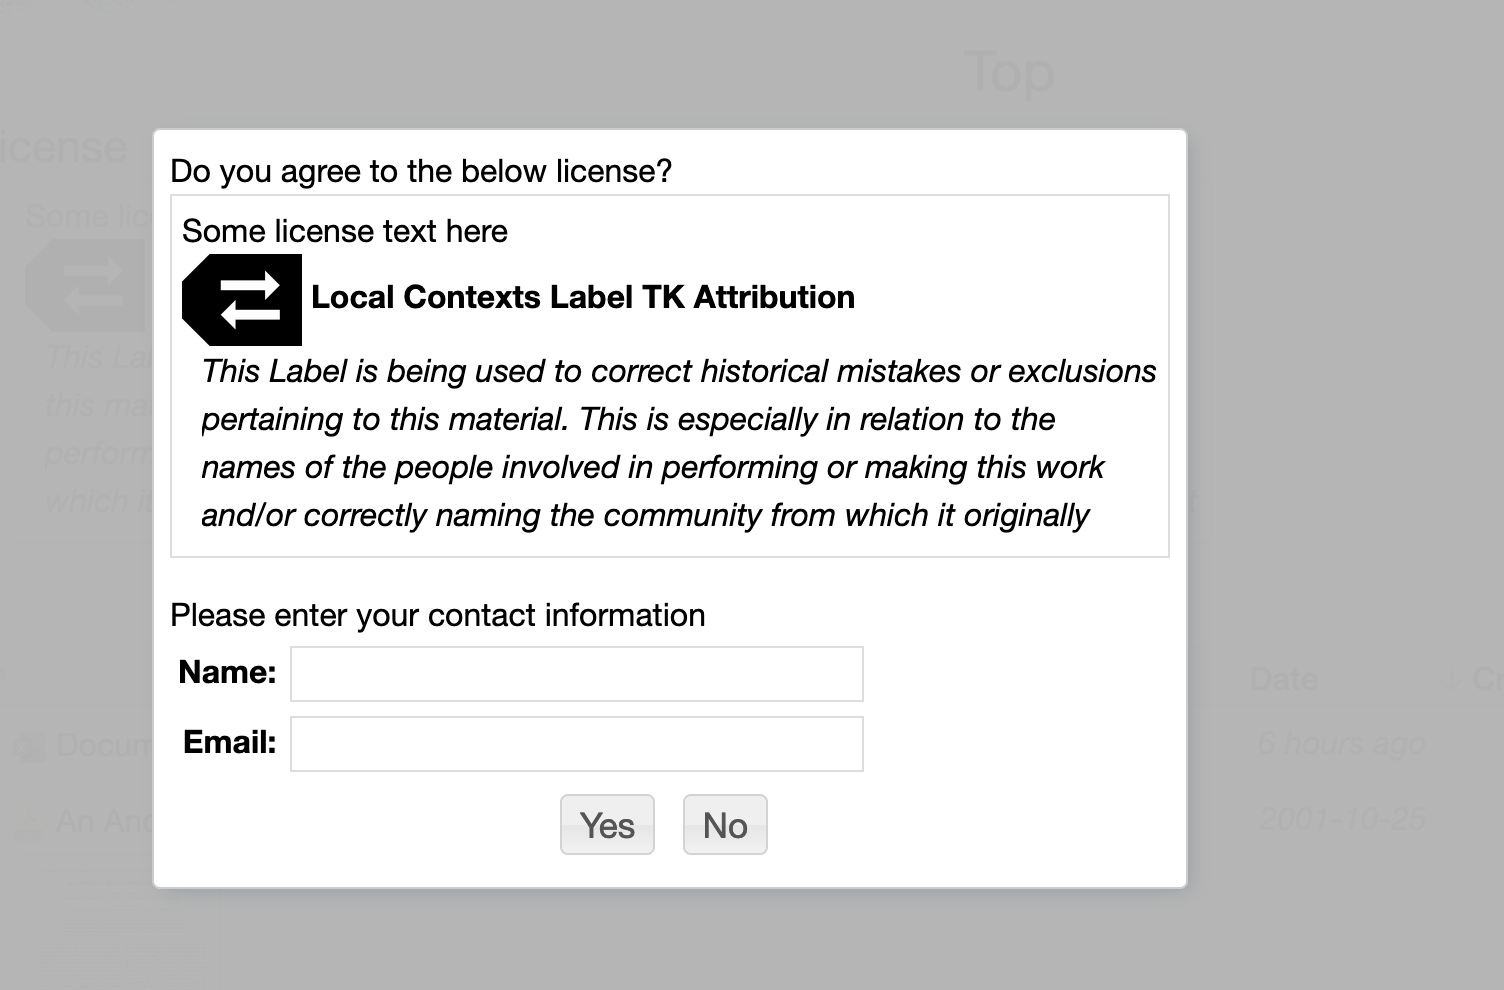 Top
icense
Do you agree to the below license?
Some lic
Some license text here
Local Contexts Label TK Attribution
This La
This Label is being used to correct historical mistakes or exclusions
this ma
pertaining to this material. This is especially in relation to the
perform
names of the people involved in performing or making this work
which it
and/or correctly naming the community from which it originally
Please enter your contact information
Name:
Date
Cr
Email:
Docum
6 hours ago
An And
2001-10-25
Yes No